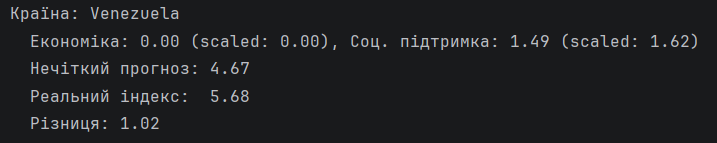 Країна: Venezuela
Економіка: 0.00 (scaled: 0.00), Соц. підтримка: 1.49 (scaled: 1.62)
Нечіткий прогноз: 4.67
Реальний індекс:  5.68
Різниця: 1.02